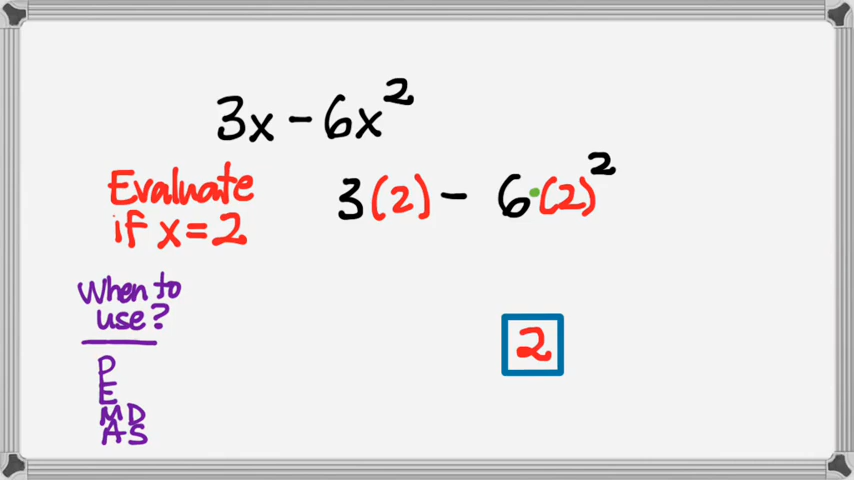 3x - 6x²
Evaluate
if x = 2
3(2) - 6·(2)²
When to
use?
P
E
MD
AS
2